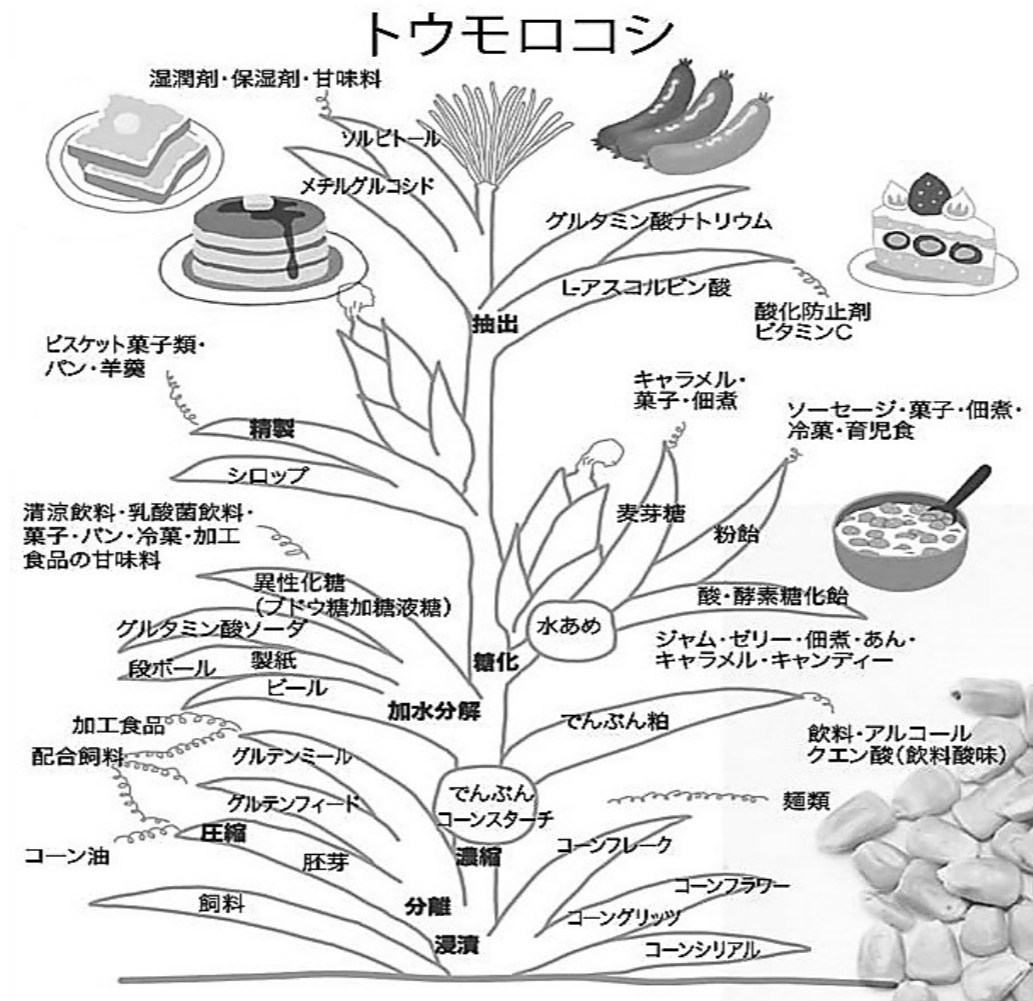 トウモロコシ
湿潤剤・保湿剤・甘味料
ソルビトール
メチルグルコシド
グルタミン酸ナトリウム
L-アスコルビン酸
酸化防止剤
ビタミンC
抽出
ビスケット菓子類・
パン・羊羹
キャラメル・
菓子・佃煮
ソーセージ・菓子・佃煮・
冷菓・育児食
精製
シロップ
清涼飲料・乳酸菌飲料・
菓子・パン・冷菓・加工
食品の甘味料
麦芽糖
粉飴
異性化糖
(ブドウ糖加糖液糖)
酸・酵素糖化飴
水あめ
グルタミン酸ソーダ
ジャム・ゼリー・佃煮・あん・
キャラメル・キャンディー
段ボール
製紙
糖化
ビール
加水分解
でんぷん粕
加工食品
飲料・アルコール
クエン酸(飲料酸味)
配合飼料
グルテンミール
でんぷん
コーンスターチ
グルテンフィード
麺類
圧縮
コーン油
胚芽
濃縮
コーンフレーク
飼料
分離
コーンフラワー
コーングリッツ
浸漬
コーンシリアル